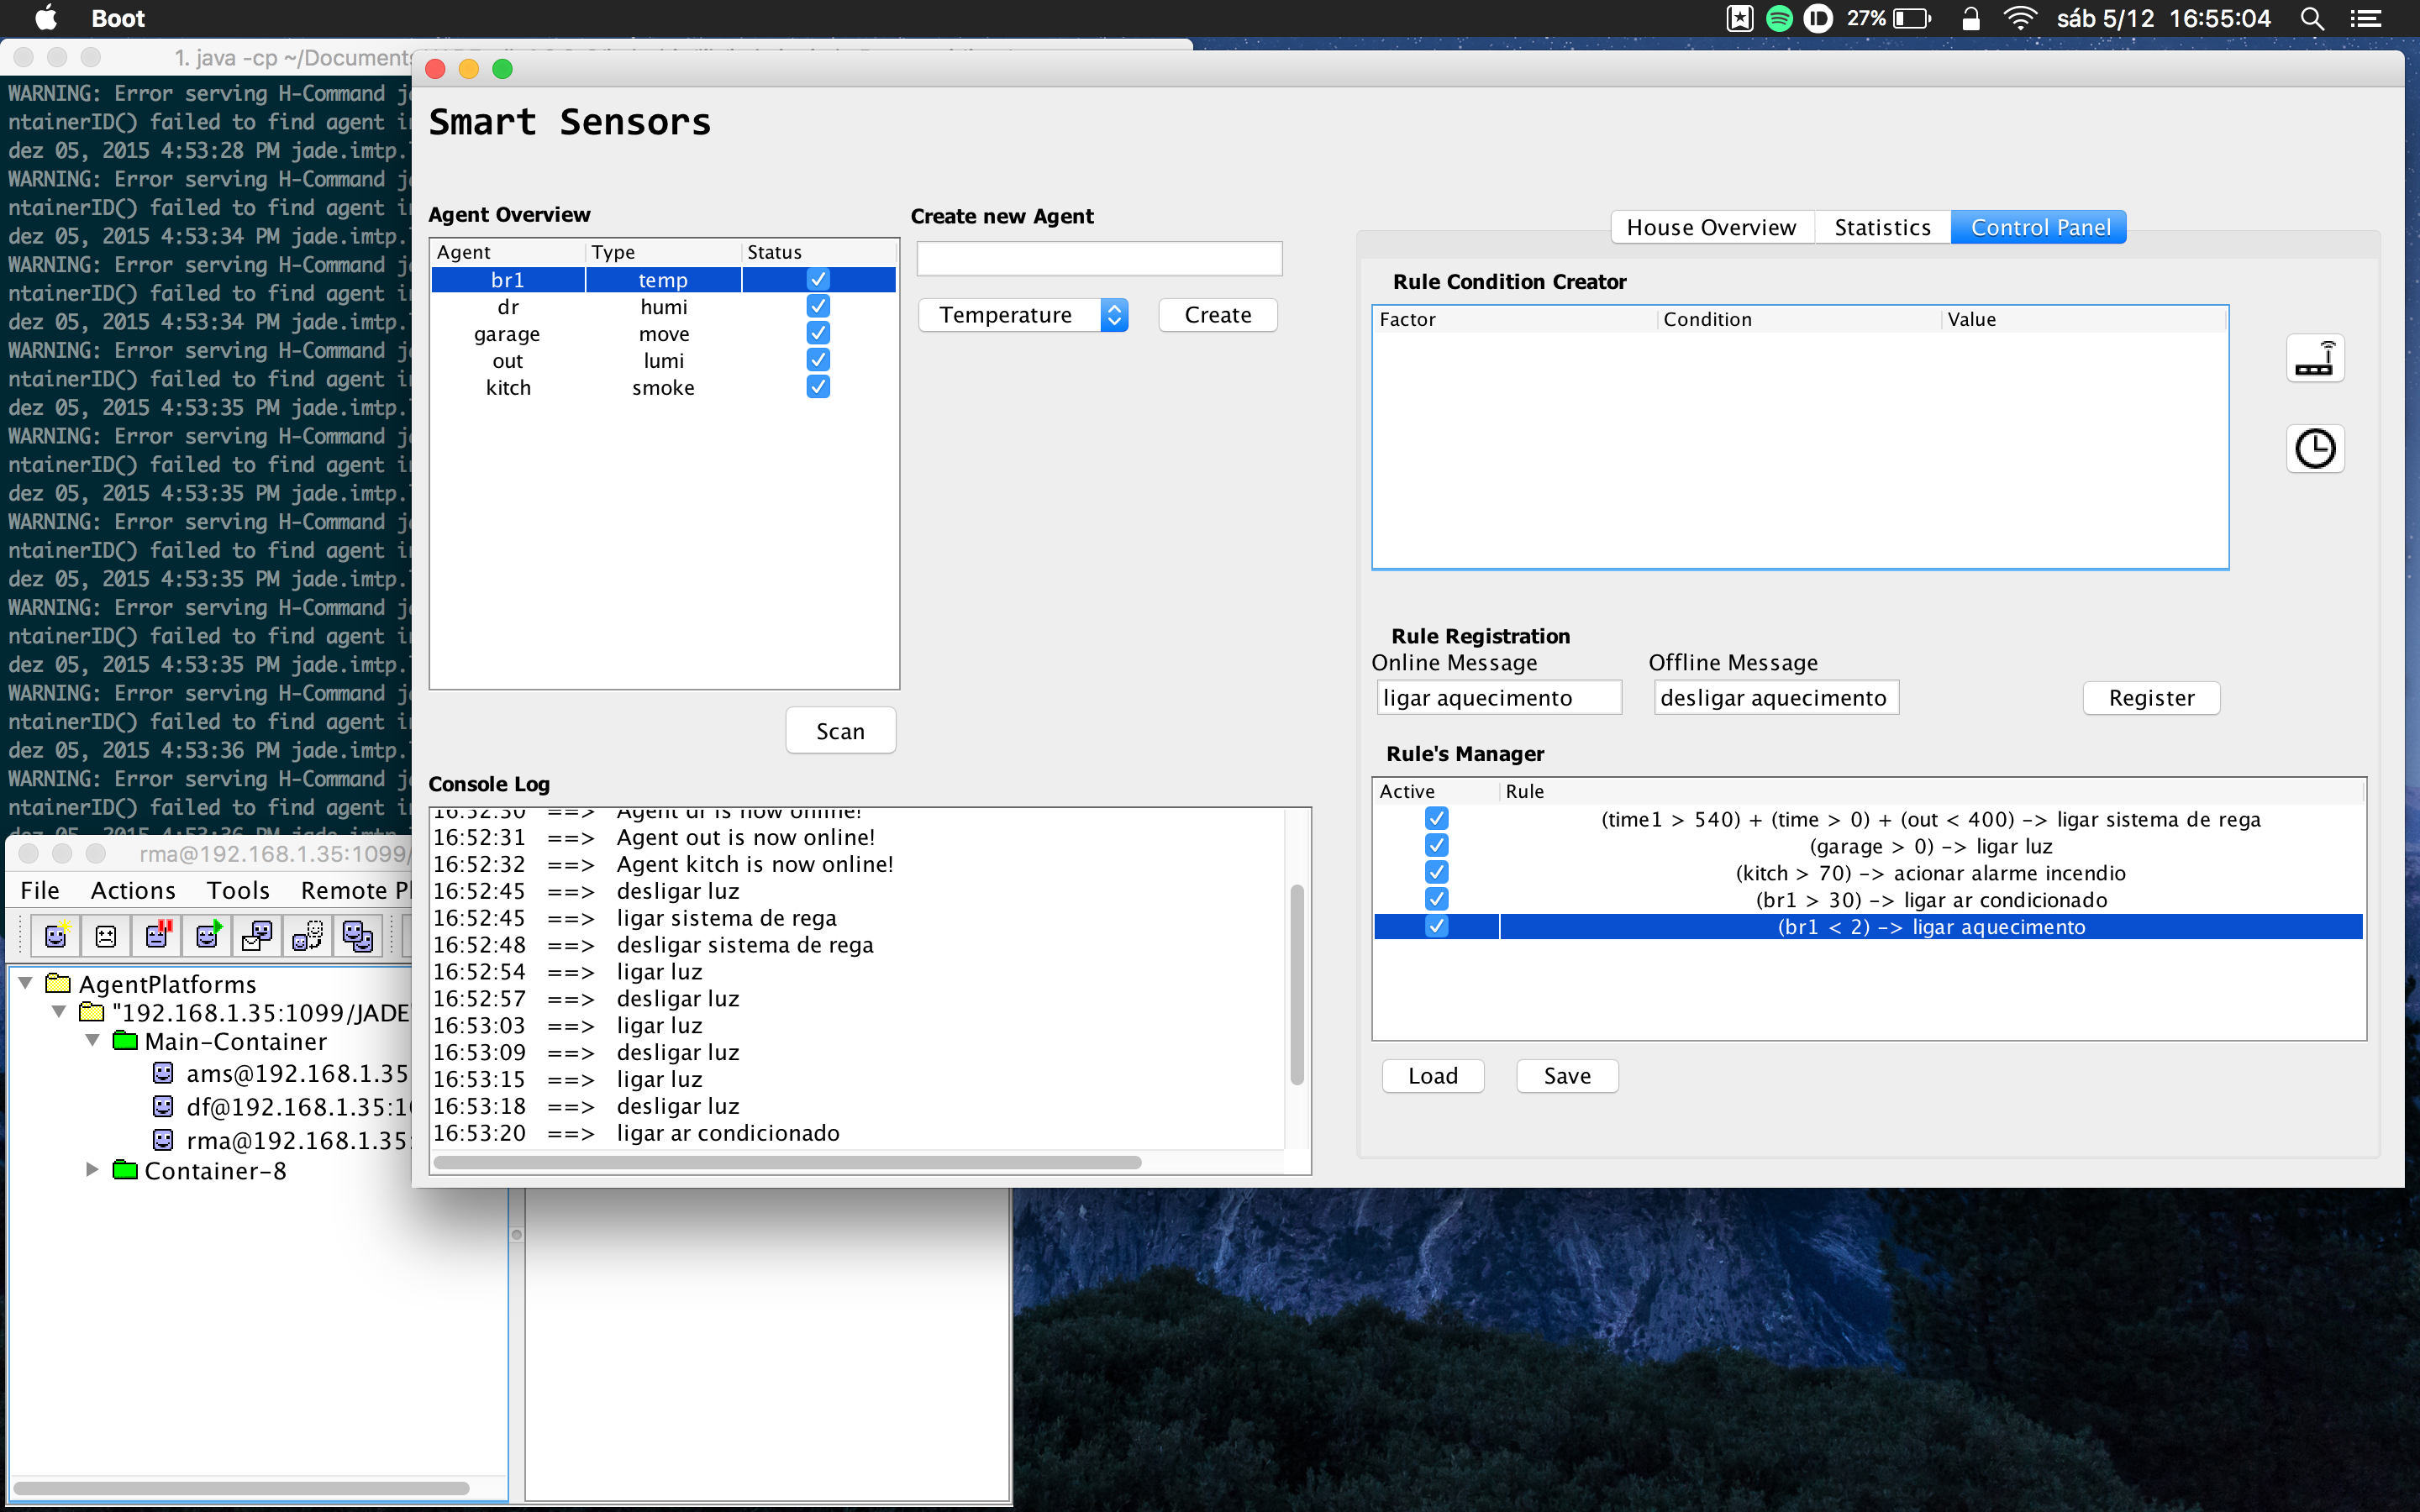 Boot
27%
sáb 5/12 16:55:04
1. java -cp ~/Documents
WARNING: Error serving H-Command
ntainerID() failed to find agent
dez 05, 2015 4:53:28 PM jade.imtp.
WARNING: Error serving H-Command
ntainerID() failed to find agent
dez 05, 2015 4:53:34 PM jade.imtp.
WARNING: Error serving H-Command
ntainerID() failed to find agent
dez 05, 2015 4:53:34 PM jade.imtp.
WARNING: Error serving H-Command
ntainerID() failed to find agent
dez 05, 2015 4:53:35 PM jade.imtp.
WARNING: Error serving H-Command
ntainerID() failed to find agent
dez 05, 2015 4:53:35 PM jade.imtp.
WARNING: Error serving H-Command
ntainerID() failed to find agent
dez 05, 2015 4:53:35 PM jade.imtp.
WARNING: Error serving H-Command
ntainerID() failed to find agent
dez 05, 2015 4:53:35 PM jade.imtp.
WARNING: Error serving H-Command
ntainerID() failed to find agent
dez 05, 2015 4:53:36 PM jade.imtp.
WARNING: Error serving H-Command
ntainerID() failed to find agent
dez 05, 2015 4:53:36 PM jade.imtp.
Smart Sensors
Agent Overview
Agent Type Status
br1 temp
dr humi
garage move
out lumi
kitch smoke
Scan
Create new Agent
Temperature
Create
Console Log
16:52:30 ==> Agent dr is now online!
16:52:31 ==> Agent out is now online!
16:52:32 ==> Agent kitch is now online!
16:52:45 ==> desligar luz
16:52:45 ==> ligar sistema de rega
16:52:48 ==> desligar sistema de rega
16:52:54 ==> ligar luz
16:52:57 ==> desligar luz
16:53:03 ==> ligar luz
16:53:09 ==> desligar luz
16:53:15 ==> ligar luz
16:53:18 ==> desligar luz
16:53:20 ==> ligar ar condicionado
House Overview Statistics Control Panel
Rule Condition Creator
Factor Condition Value
Rule Registration
Online Message Offline Message
ligar aquecimento desligar aquecimento Register
Rule's Manager
Active Rule
(time1 > 540) + (time > 0) + (out < 400) -> ligar sistema de rega
(garage > 0) -> ligar luz
(kitch > 70) -> acionar alarme incendio
(br1 > 30) -> ligar ar condicionado
(br1 < 2) -> ligar aquecimento
Load Save
rma@192.168.1.35:1099/
File Actions Tools Remote
AgentPlatforms
"192.168.1.35:1099/JADE
Main-Container
ams@192.168.1.35
df@192.168.1.35:1
rma@192.168.1.35:
Container-8